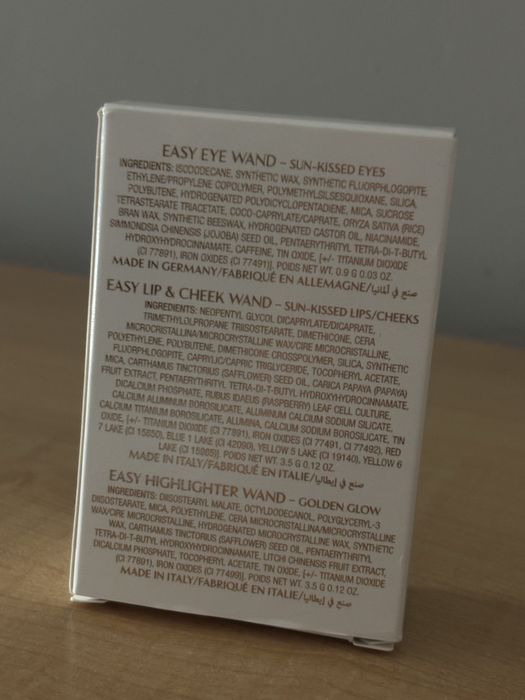 EASY EYE WAND – SUN-KISSED EYES
INGREDIENTS: ISODODECANE, SYNTHETIC WAX, SYNTHETIC FLUORPHLOGOPITE,
ETHYLENE/PROPYLENE COPOLYMER, POLYMETHYLSILSESQUIOXANE, SILICA,
POLYBUTENE, HYDROGENATED POLYDICYCLOPENTADIENE, MICA, SUCROSE
TETRASTEARATE TRIACETATE, COCO-CAPRYLATE/CAPRATE, ORYZA SATIVA (RICE)
BRAN WAX, SYNTHETIC BEESWAX, HYDROGENATED CASTOR OIL, NIACINAMIDE,
SIMMONDSIA CHINENSIS (JOJOBA) SEED OIL, PENTAERYTHRITYL TETRA-DI-T-BUTYL
HYDROXYHYDROCINNAMATE, CAFFEINE, TIN OXIDE, [+/- TITANIUM DIOXIDE
(CI 77891), IRON OXIDES (CI 77491)]. POIDS NET WT. 0.9 G 0.03 OZ.
MADE IN GERMANY/FABRIQUÉ EN ALLEMAGNE/صنع في ألمانيا
EASY LIP & CHEEK WAND – SUN-KISSED LIPS/CHEEKS
INGREDIENTS: NEOPENTYL GLYCOL DICAPRYLATE/DICAPRATE,
TRIMETHYLOLPROPANE TRIISOSTEARATE, DIMETHICONE, CERA
MICROCRISTALLINA/MICROCRYSTALLINE WAX/CIRE MICROCRISTALLINE,
POLYETHYLENE, POLYBUTENE, DIMETHICONE CROSSPOLYMER, SILICA, SYNTHETIC
FLUORPHLOGOPITE, CAPRYLIC/CAPRIC TRIGLYCERIDE, TOCOPHERYL ACETATE,
MICA, CARTHAMUS TINCTORIUS (SAFFLOWER) SEED OIL, CARICA PAPAYA (PAPAYA)
FRUIT EXTRACT, PENTAERYTHRITYL TETRA-DI-T-BUTYL HYDROXYHYDROCINNAMATE,
DICALCIUM PHOSPHATE, RUBUS IDAEUS (RASPBERRY) LEAF CELL CULTURE,
CALCIUM ALUMINUM BOROSILICATE, ALUMINUM CALCIUM SODIUM SILICATE,
CALCIUM TITANIUM BOROSILICATE, ALUMINA, CALCIUM SODIUM BOROSILICATE, TIN
OXIDE, [+/- TITANIUM DIOXIDE (CI 77891), IRON OXIDES (CI 77491, CI 77492), RED
7 LAKE (CI 15850), BLUE 1 LAKE (CI 42090), YELLOW 5 LAKE (CI 19140), YELLOW 6
LAKE (CI 15985)]. POIDS NET WT. 3.5 G 0.12 OZ.
MADE IN ITALY/FABRIQUÉ EN ITALIE/صنع في إيطاليا
EASY HIGHLIGHTER WAND – GOLDEN GLOW
INGREDIENTS: DIISOSTEARYL MALATE, OCTYLDODECANOL, POLYGLYCERYL-3
DIISOSTEARATE, MICA, POLYETHYLENE, CERA MICROCRISTALLINA/MICROCRYSTALLINE
WAX/CIRE MICROCRISTALLINE, HYDROGENATED MICROCRYSTALLINE WAX, SYNTHETIC
WAX, CARTHAMUS TINCTORIUS (SAFFLOWER) SEED OIL, PENTAERYTHRITYL
TETRA-DI-T-BUTYL HYDROXYHYDROCINNAMATE, LITCHI CHINENSIS FRUIT EXTRACT,
DICALCIUM PHOSPHATE, TOCOPHERYL ACETATE, TIN OXIDE, [+/- TITANIUM DIOXIDE
(CI 77891), IRON OXIDES (CI 77499)]. POIDS NET WT. 3.5 G 0.12 OZ.
MADE IN ITALY/FABRIQUÉ EN ITALIE/صنع في إيطاليا